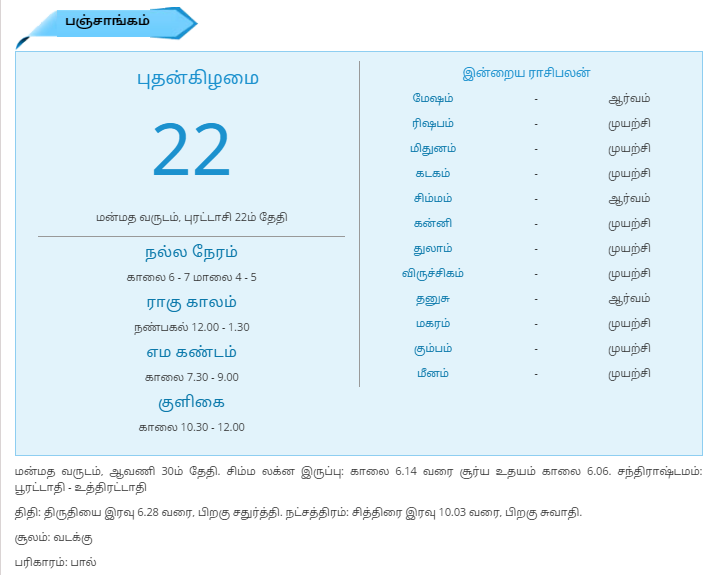 பஞ்சாங்கம்
புதன்கிழமை
22
மன்மத வருடம், புரட்டாசி 22ம் தேதி
நல்ல நேரம்
காலை 6 - 7 மாலை 4 - 5
ராகு காலம்
நண்பகல் 12.00 - 1.30
எம கண்டம்
காலை 7.30 - 9.00
குளிகை
காலை 10.30 - 12.00
இன்றைய ராசிபலன்
மேஷம் - ஆர்வம்
ரிஷபம் - முயற்சி
மிதுனம் - முயற்சி
கடகம் - முயற்சி
சிம்மம் - ஆர்வம்
கன்னி - முயற்சி
துலாம் - முயற்சி
விருச்சிகம் - முயற்சி
தனுசு - ஆர்வம்
மகரம் - முயற்சி
கும்பம் - முயற்சி
மீனம் - முயற்சி
மன்மத வருடம், ஆவணி 30ம் தேதி. சிம்ம லக்ன இருப்பு: காலை 6.14 வரை சூர்ய உதயம் காலை 6.06. சந்திராஷ்டமம்:
பூரட்டாதி - உத்திரட்டாதி
திதி: திருதியை இரவு 6.28 வரை, பிறகு சதுர்த்தி. நட்சத்திரம்: சித்திரை இரவு 10.03 வரை, பிறகு சுவாதி.
சூலம்: வடக்கு
பரிகாரம்: பால்